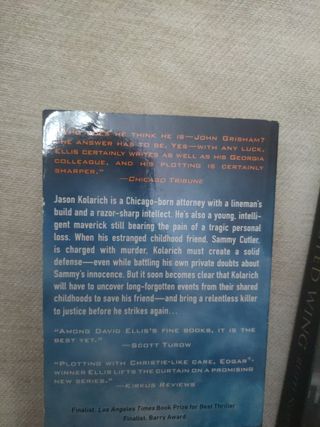 DOES HE THINK HE IS—JOHN GRISHAM?
THE ANSWER HAS TO BE, YES—WITH ANY LUCK.
ELLIS CERTAINLY WRITES AS WELL AS HIS GEORGIA
COLLEAGUE, AND HIS PLOTTING IS CERTAINLY
SHARPER."
—CHICAGO TRIBUNE
Jason Kolarich is a Chicago-born attorney with a lineman's
build and a razor-sharp intellect. He's also a young, intelli-
gent maverick still bearing the pain of a tragic personal
loss. When his estranged childhood friend, Sammy Cutler,
is charged with murder, Kolarich must create a solid
defense—even while battling his own private doubts about
Sammy's innocence. But it soon becomes clear that Kolarich
will have to uncover long-forgotten events from their shared
childhoods to save his friend—and bring a relentless killer
to justice before he strikes again...
"AMONG DAVID ELLIS'S FINE BOOKS, IT IS THE
BEST YET."
—SCOTT TUROW
"PLOTTING WITH CHRISTIE-LIKE CARE, EDGAR®-
WINNER ELLIS LIFTS THE CURTAIN ON A PROMISING
NEW SERIES."
—KIRKUS REVIEWS
Finalist, Los Angeles Times Book Prize for Best Thriller
Finalist, Barry Award
WING